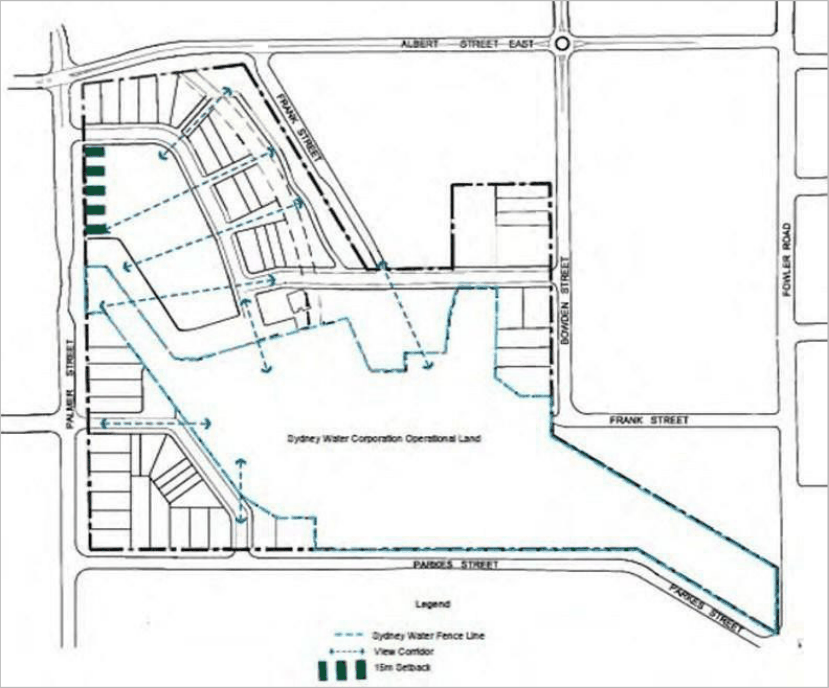 ALBERT STREET EAST
FRANK STREET
FOWLER ROAD
BOWDEN STREET
PALMER STREET
FRANK STREET
Sydney Water Corporation Operational Land
PARKES STREET
PARKES STREET
Legend
Sydney Water Fence Line
View Corridor
15m Setback